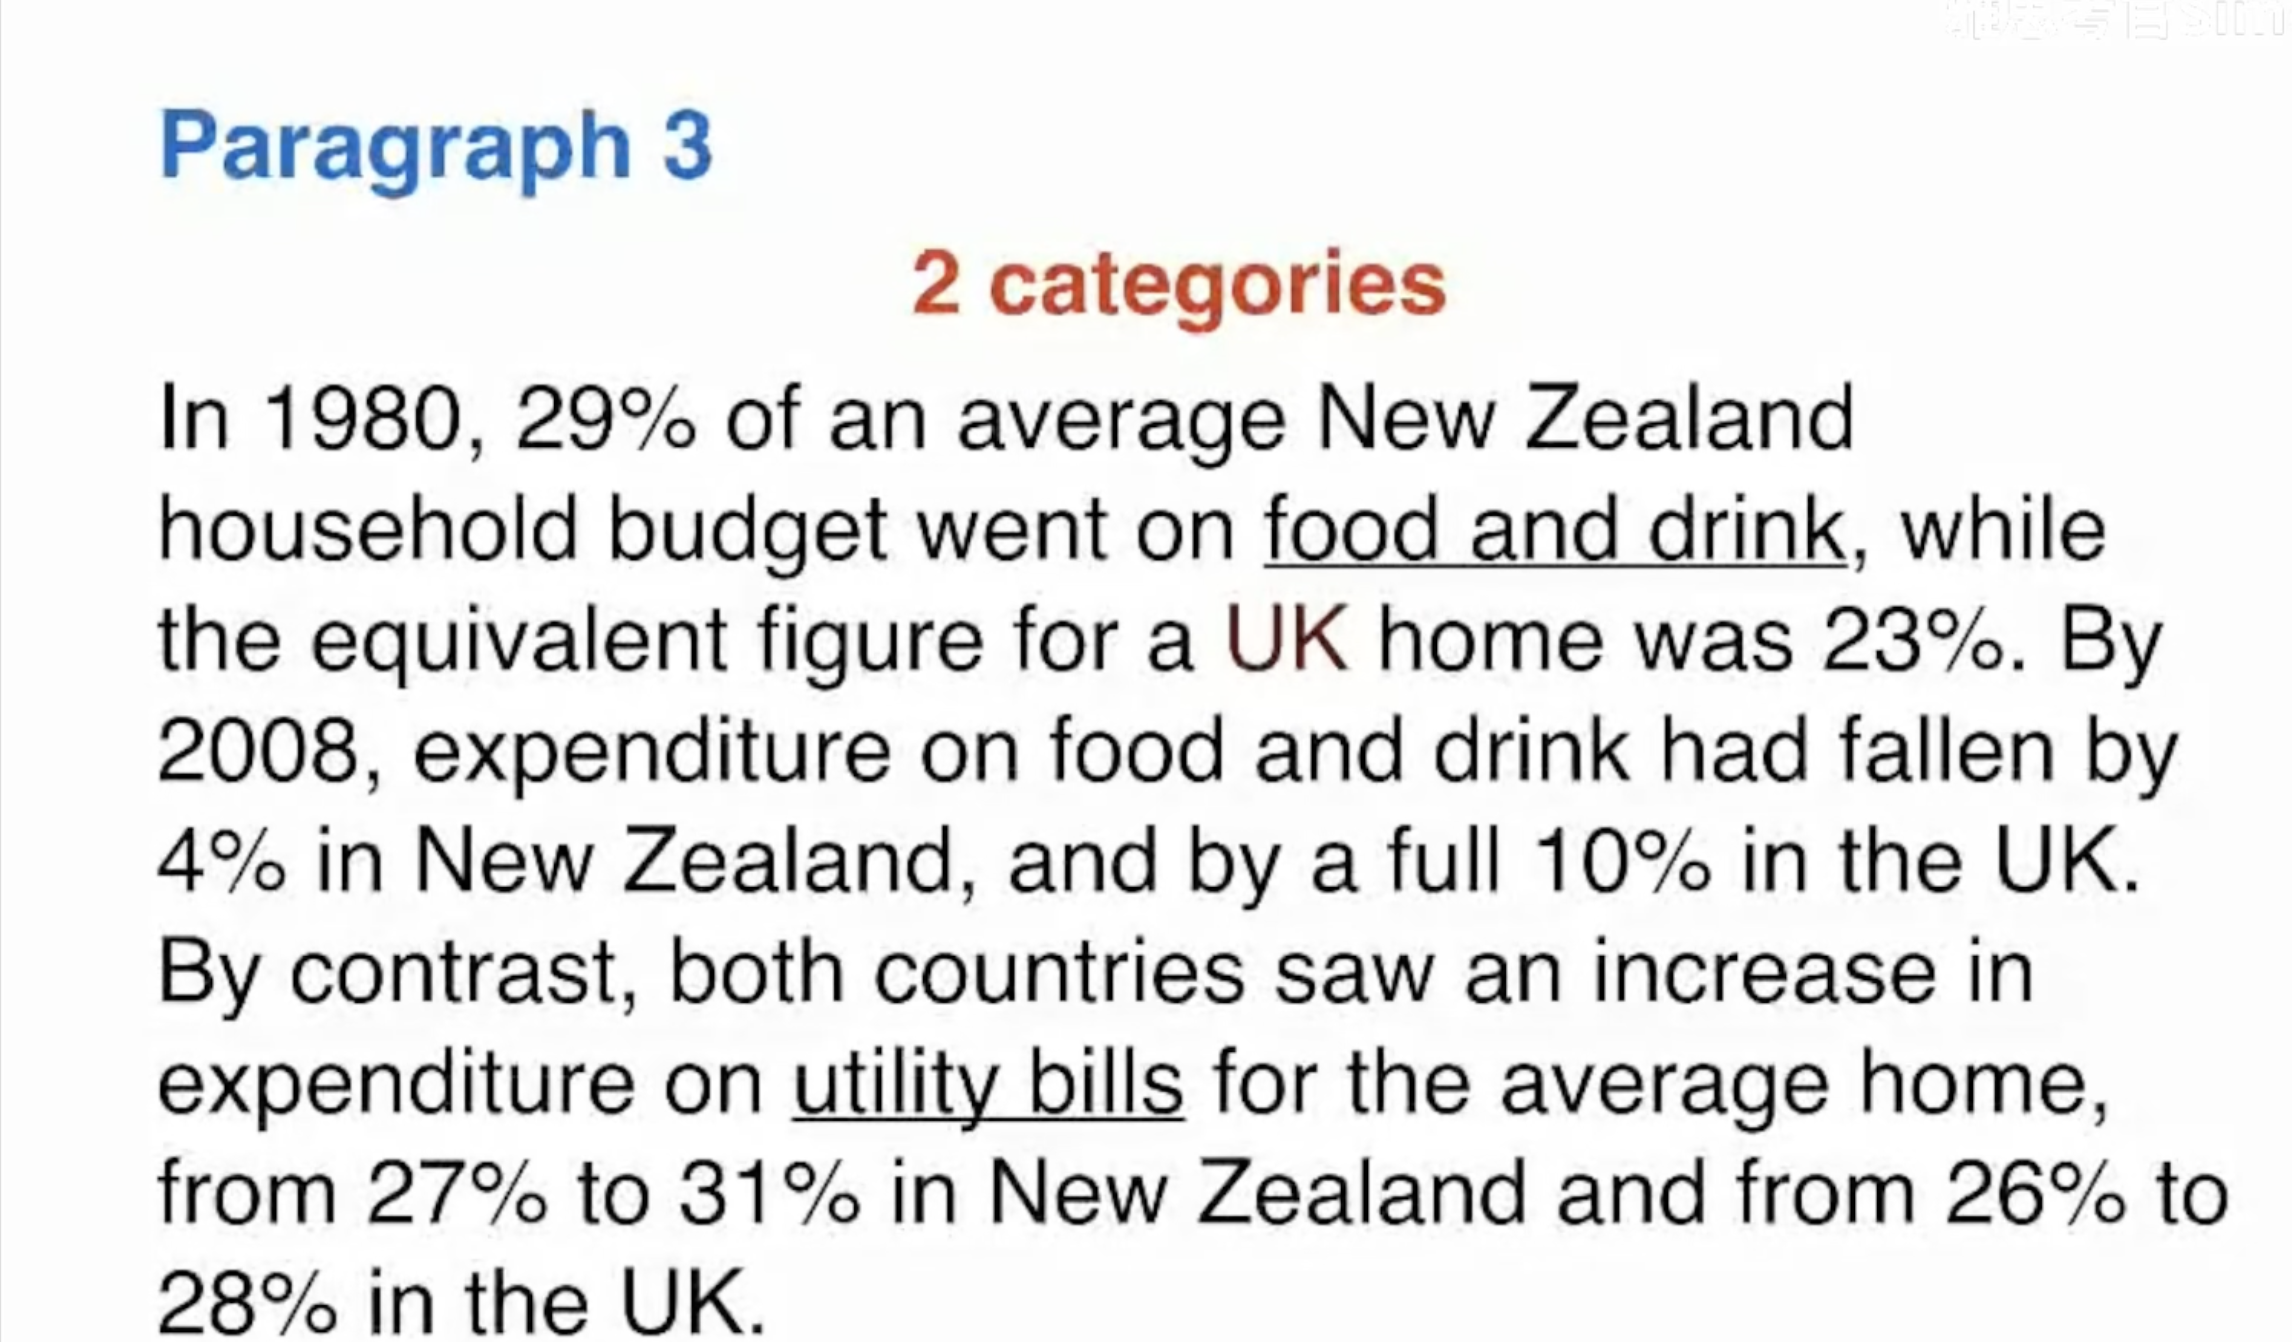 Paragraph 3
2 categories
In 1980, 29% of an average New Zealand
household budget went on food and drink, while
the equivalent figure for a UK home was 23%. By
2008, expenditure on food and drink had fallen by
4% in New Zealand, and by a full 10% in the UK.
By contrast, both countries saw an increase in
expenditure on utility bills for the average home,
from 27% to 31% in New Zealand and from 26% to
28% in the UK.